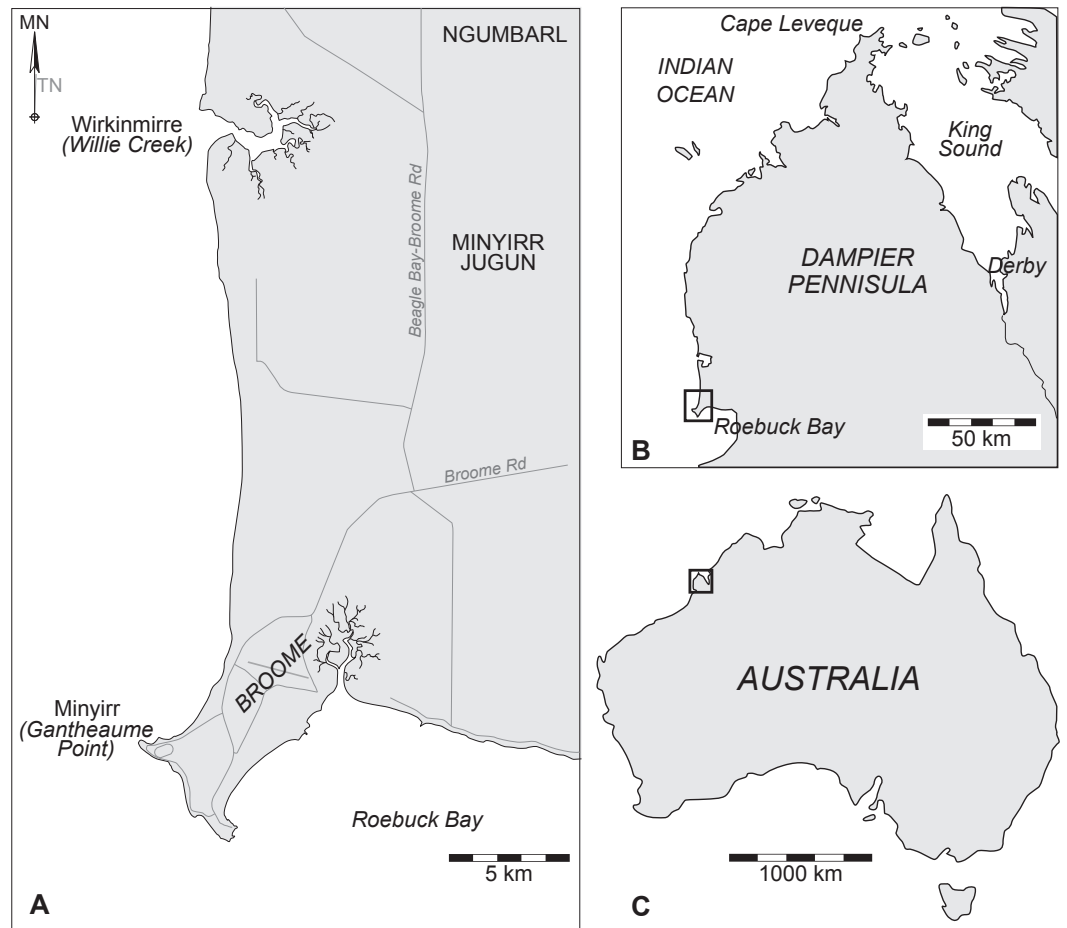 MN
TN
NGUMBARL
Wirkinmirre
(Willie Creek)
Beagle Bay-Broome Rd
MINYIRR
JUGUN
Broome Rd
BROOME
Minyirr
(Gantheaume
Point)
Roebuck Bay
5 km
A
Cape Leveque
INDIAN
OCEAN
King
Sound
DAMPIER
PENNISULA
Derby
Roebuck Bay
50 km
B
AUSTRALIA
1000 km
C